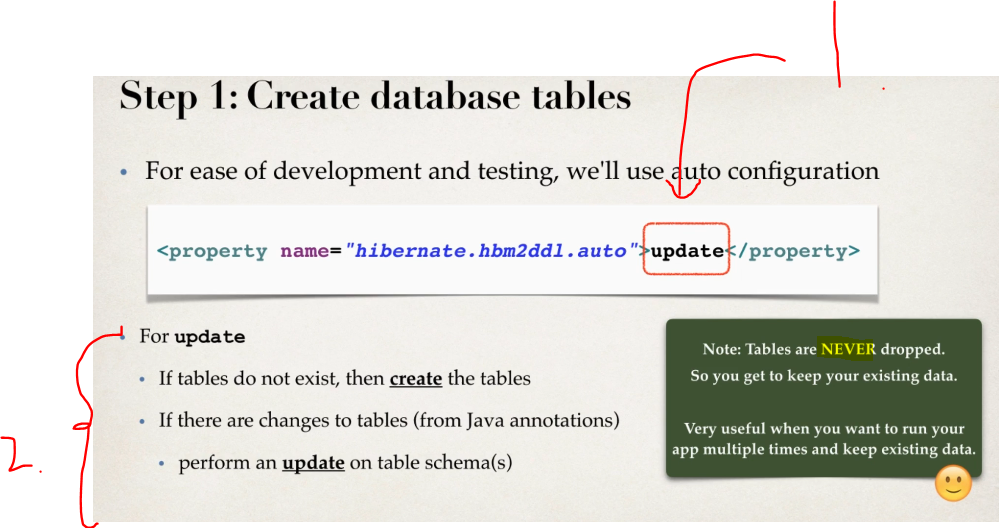 1.
Step 1: Create database tables
• For ease of development and testing, we'll use auto configuration
<property name="hibernate.hbm2ddl.auto">update</property>
• For update
• If tables do not exist, then create the tables
• If there are changes to tables (from Java annotations)
• perform an update on table schema(s)
Note: Tables are NEVER dropped.
So you get to keep your existing data.
Very useful when you want to run your
app multiple times and keep existing data.
2.